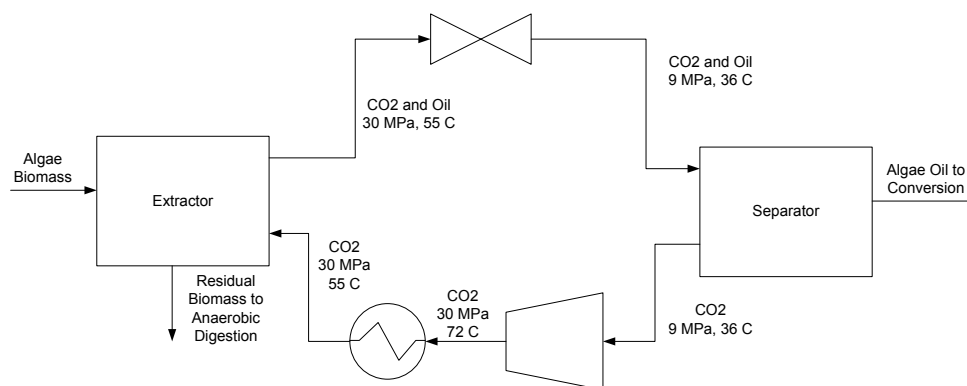 CO2 and Oil
9 MPa, 36 C
CO2 and Oil
30 MPa, 55 C
Algae
Biomass
Extractor
Algae Oil to
Conversion
Separator
CO2
30 MPa
55 C
Residual
Biomass to
Anaerobic
Digestion
CO2
30 MPa
72 C
CO2
9 MPa, 36 C